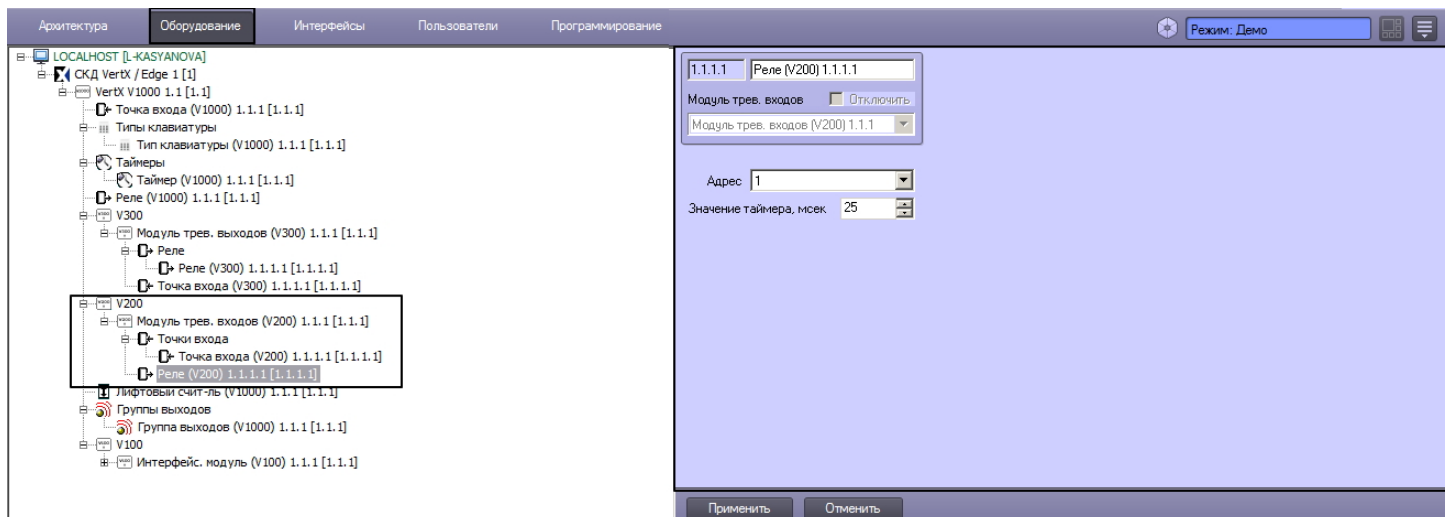 Архитектура Оборудование Интерфейсы Пользователи Программирование Режим: Демо
LOCALHOST [L-KASYANOVA]
СКД VertX / Edge 1 [1]
VertX V1000 1.1 [1.1]
Точка входа (V1000) 1.1.1 [1.1.1]
Типы клавиатуры
Тип клавиатуры (V1000) 1.1.1 [1.1.1]
Таймеры
Таймер (V1000) 1.1.1 [1.1.1]
Реле (V1000) 1.1.1 [1.1.1]
V300
Модуль трев. выходов (V300) 1.1.1 [1.1.1]
Реле
Реле (V300) 1.1.1.1 [1.1.1.1]
Точка входа (V300) 1.1.1.1 [1.1.1.1]
V200
Модуль трев. входов (V200) 1.1.1 [1.1.1]
Точки входа
Точка входа (V200) 1.1.1.1 [1.1.1.1]
Реле (V200) 1.1.1.1 [1.1.1.1]
Лифтовый счит-ль (V1000) 1.1.1 [1.1.1]
Группы выходов
Группа выходов (V1000) 1.1.1 [1.1.1]
V100
Интерфейс. модуль (V100) 1.1.1 [1.1.1]
1.1.1.1 Реле (V200) 1.1.1.1
Модуль трев. входов Отключить
Модуль трев. входов (V200) 1.1.1
Адрес 1
Значение таймера, мсек 25
Применить Отменить